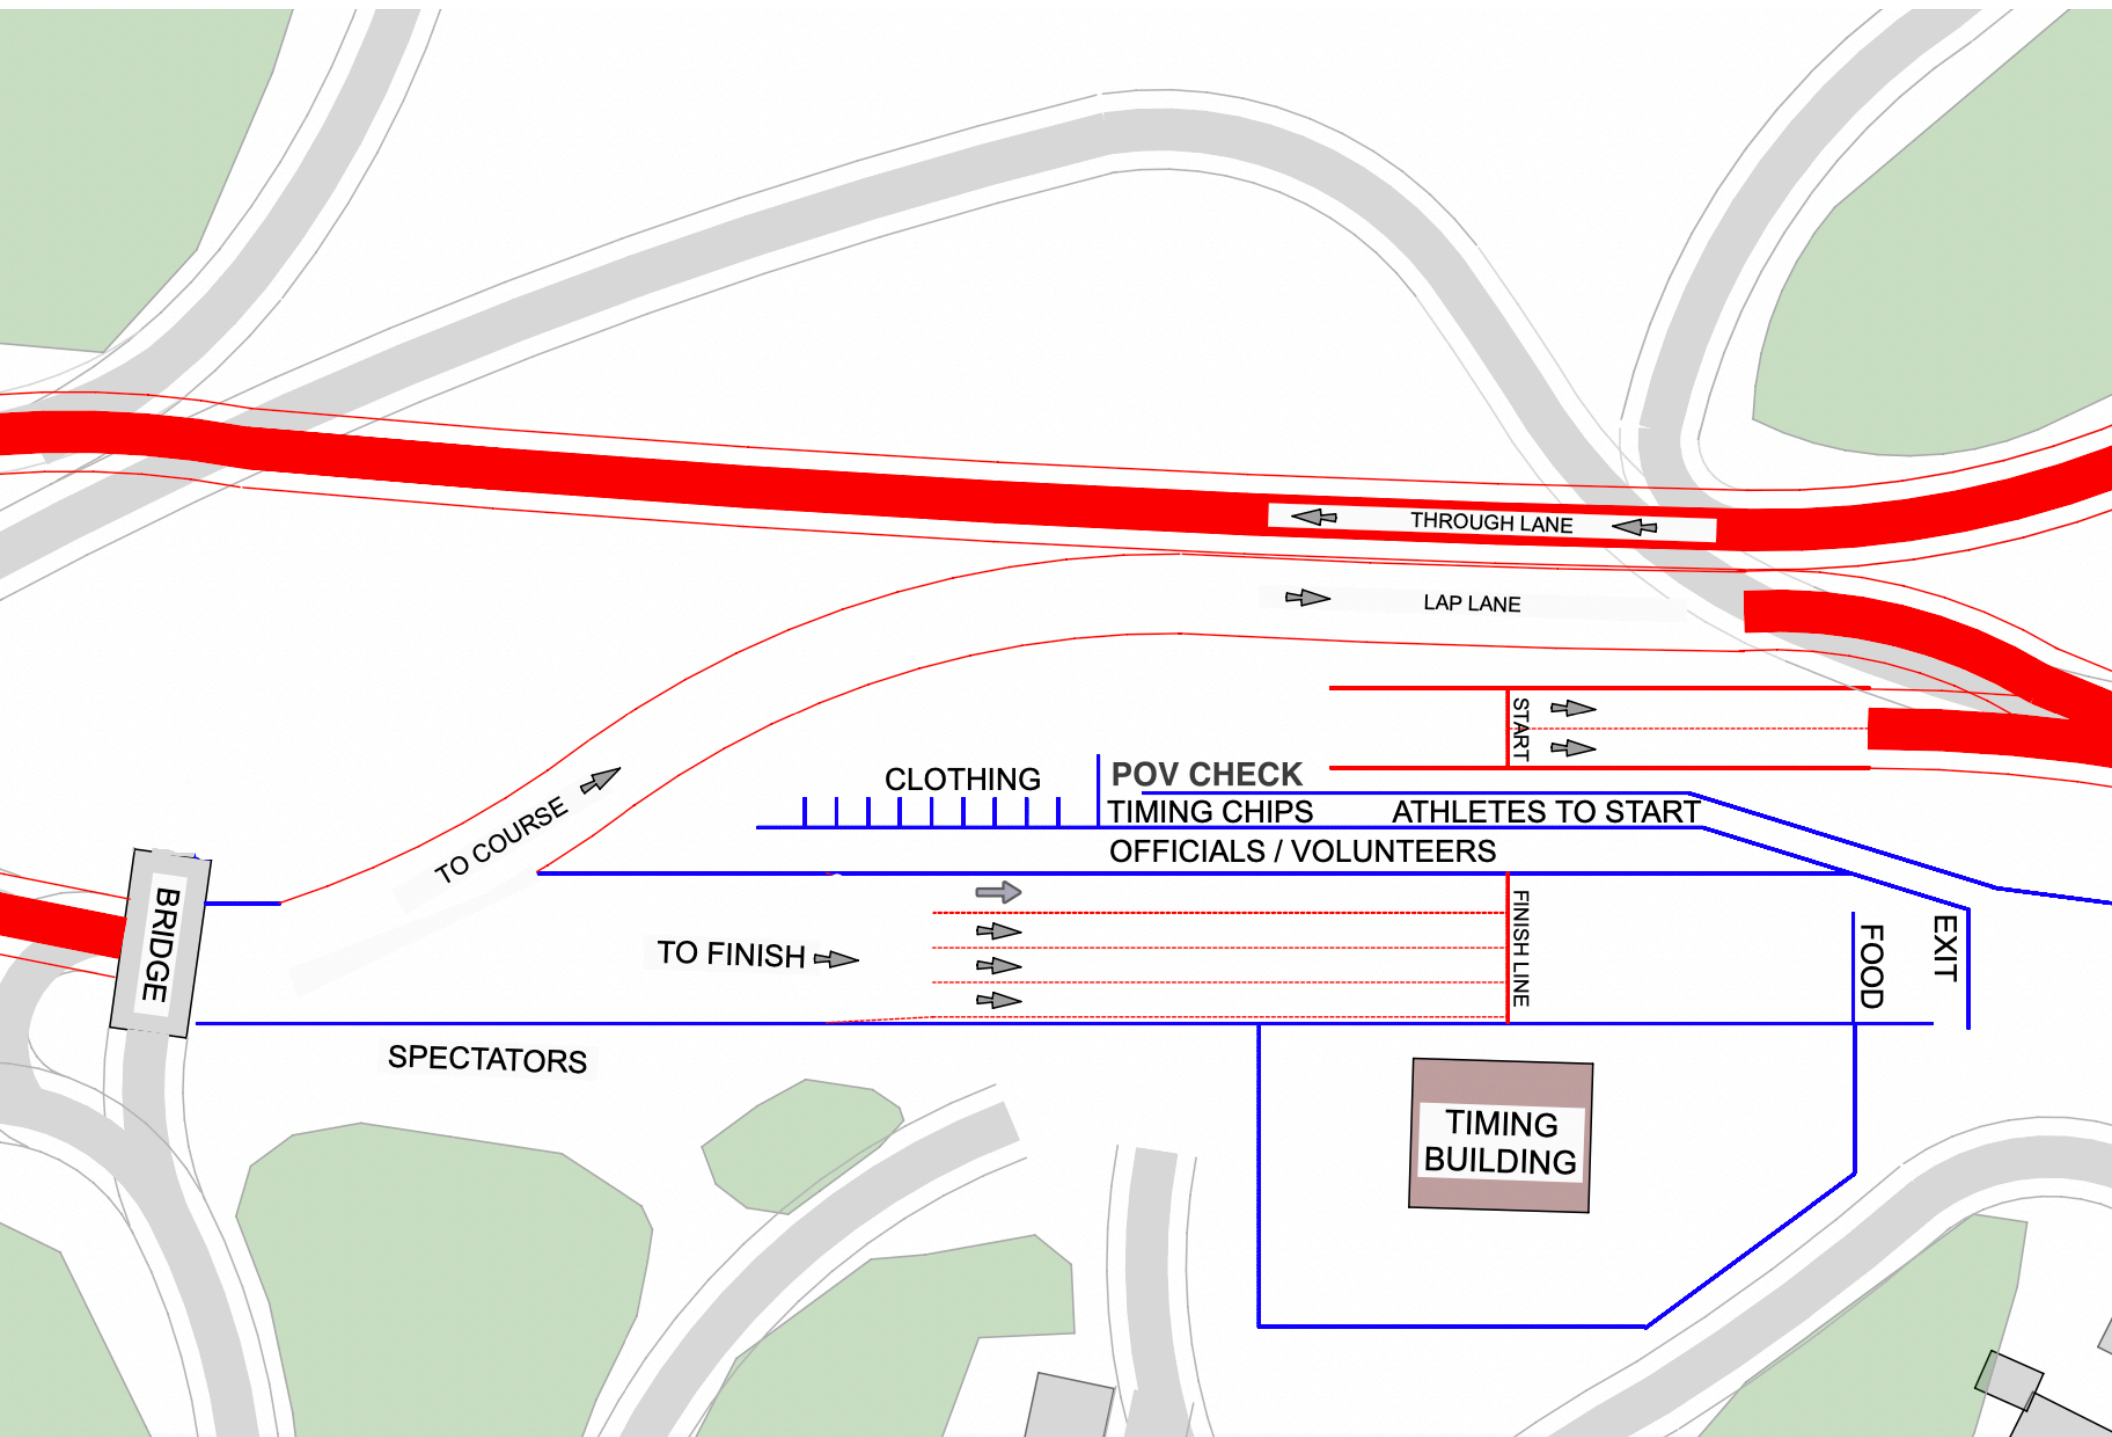 THROUGH LANE
LAP LANE
START
CLOTHING
POV CHECK
TIMING CHIPS
ATHLETES TO START
TO COURSE
OFFICIALS / VOLUNTEERS
BRIDGE
TO FINISH
FINISH LINE
FOOD
EXIT
SPECTATORS
TIMING
BUILDING